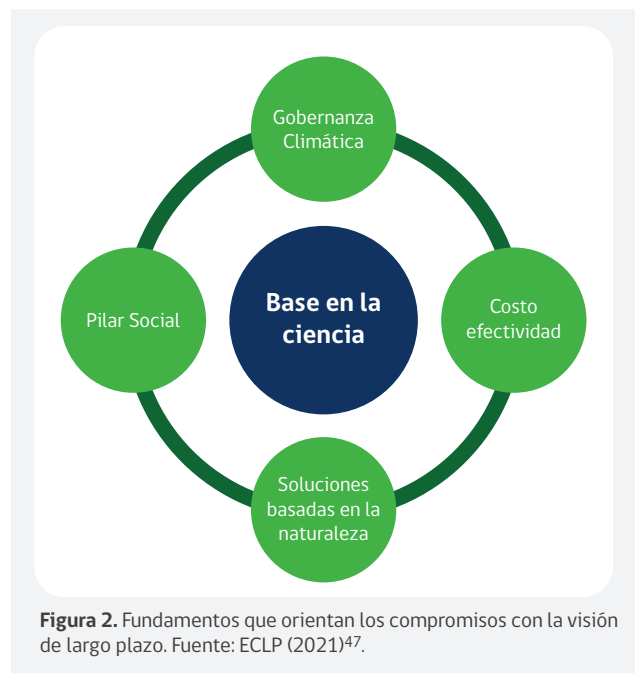 Gobernanza
Climática
Pilar Social
Base en la
ciencia
Costo
efectividad
Soluciones
basadas en la
naturaleza
Figura 2. Fundamentos que orientan los compromisos con la visión
de largo plazo. Fuente: ECLP (2021)⁴⁷.